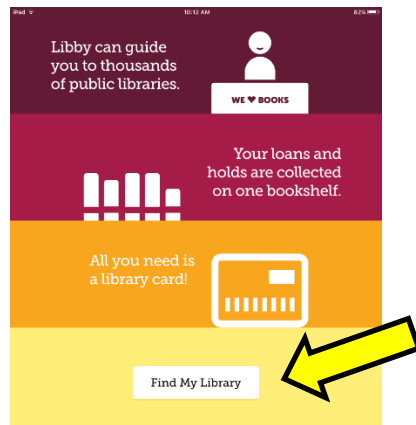 iPad 10:12 AM 82%
Libby can guide
you to thousands
of public libraries.
WE ♥ BOOKS
Your loans and
holds are collected
on one bookshelf.
All you need is
a library card!
Find My Library